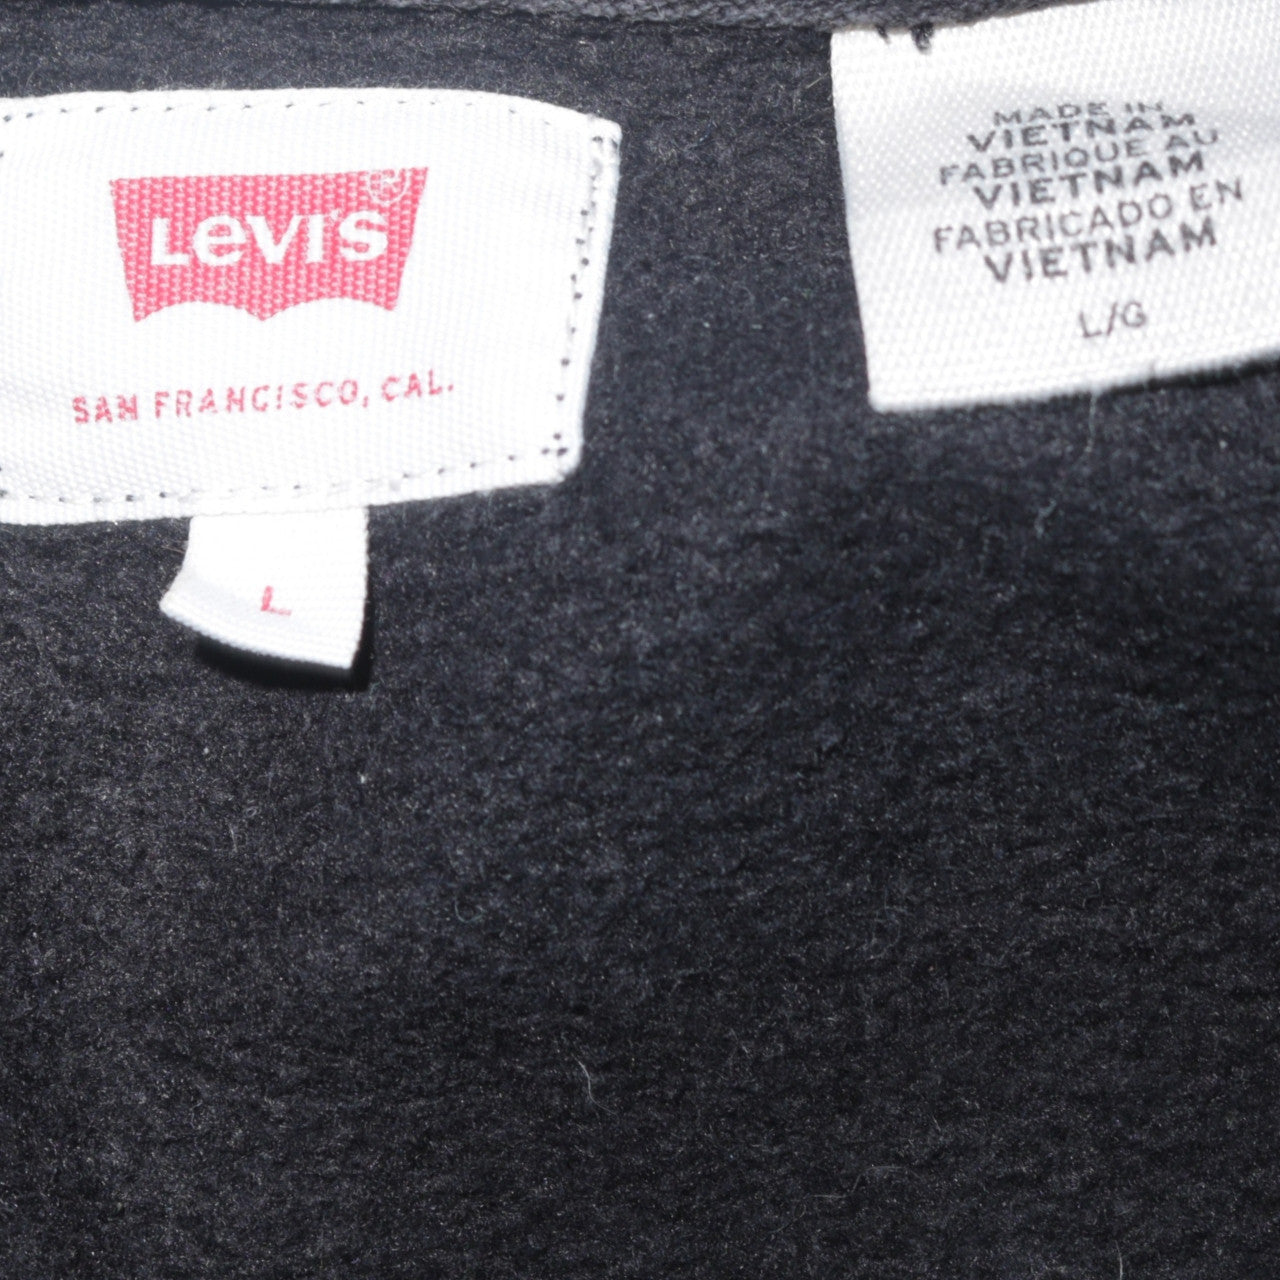 LEVI'S®
SAN FRANCISCO, CAL.
L
MADE IN
VIETNAM
FABRIQUE AU
VIETNAM
FABRICADO EN
VIETNAM
L/G